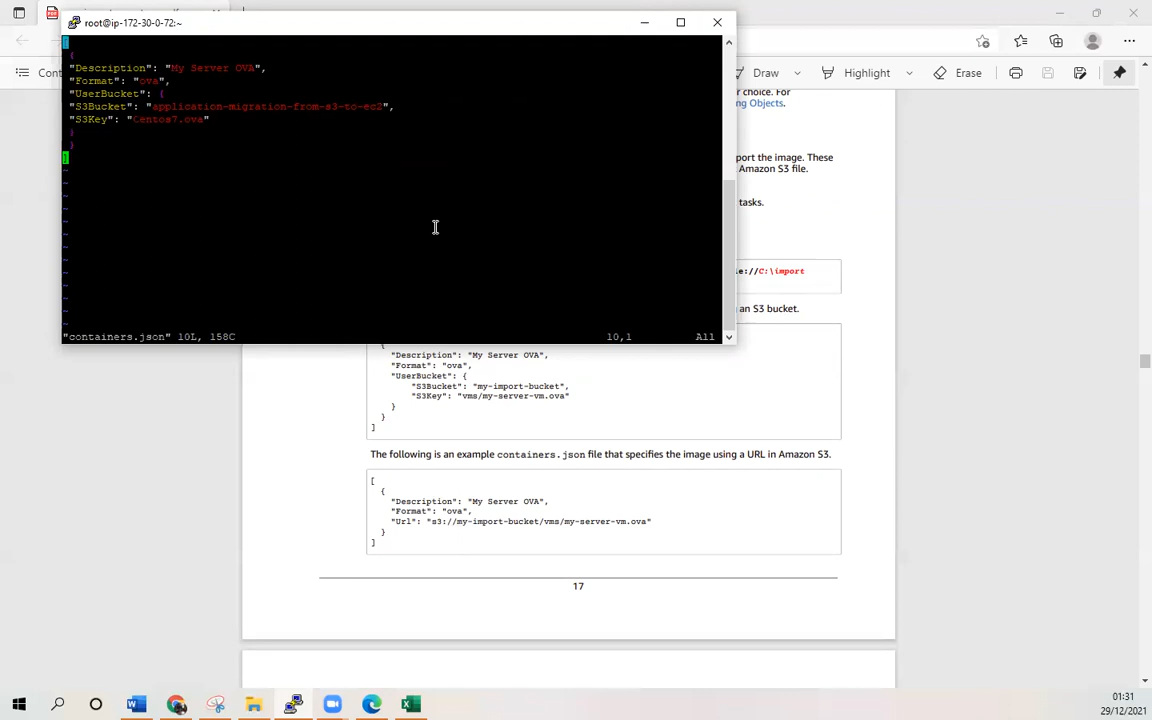 root@ip-172-30-0-72:~
[
{
"Description": "My Server OVA",
"Format": "ova",
"UserBucket": {
"S3Bucket": "application-migration-from-s3-to-ec2",
"S3Key": "Centos7.ova"
}
}
]
~
~
~
~
~
~
~
~
~
~
~
~
~
"containers.json" 10L, 158C 10,1 All
Cont
Draw
Highlight
Erase
r choice. For
ng Objects.
port the image. These
Amazon S3 file.
tasks.
le://C:\import
an S3 bucket.
{
"Description": "My Server OVA",
"Format": "ova",
"UserBucket": {
"S3Bucket": "my-import-bucket",
"S3Key": "vms/my-server-vm.ova"
}
}
]
The following is an example containers.json file that specifies the image using a URL in Amazon S3.
[
{
"Description": "My Server OVA",
"Format": "ova",
"Url": "s3://my-import-bucket/vms/my-server-vm.ova"
}
]
17
01:31
29/12/2021